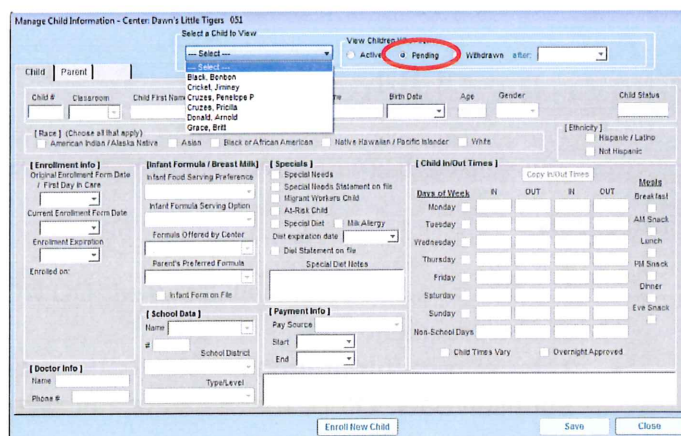 Manage Child Information - Center: Dawn's Little Tigers 051
Select a Child to View
View Children
--- Select ---
Active Pending Withdrawn after:
--- Select ---
Black, Bonbon
Cricket, Jiminey
Cruzes, Penelope P
Cruzes, Pricilla
Donald, Arnold
Grace, Britt
Child Parent
Child # Classroom Child First Name Birth Date Age Gender Child Status
[ Race ] (Choose all that apply)
American Indian / Alaska Native Asian Black or African American Native Hawaiian / Pacific Islander White
[ Ethnicity ]
Hispanic / Latino
Not Hispanic
[ Enrollment info ]
Original Enrollment Form Date
/ First Day in Care
Current Enrollment Form Date
Enrollment Expiration
Enrolled on:
[ Infant Formula / Breast Milk ]
Infant Food Serving Preference
Infant Formula Serving Option
Formula Offered by Center
Parent's Preferred Formula
Infant Form on File
[ Specials ]
Special Needs
Special Needs Statement on file
Migrant Workers Child
At-Risk Child
Special Diet Milk Allergy
Diet expiration date
Diet Statement on file
Special Diet Notes
[ Child In/Out Times ]
Copy In/Out Times
Days of Week IN OUT IN OUT
Monday
Tuesday
Wednesday
Thursday
Friday
Saturday
Sunday
Non-School Days
Child Times Vary Overnight Approved
Meals
Breakfast
AM Snack
Lunch
PM Snack
Dinner
Eve Snack
[ School Data ]
Name
#
School District
Type/Level
[ Payment Info ]
Pay Source
Start
End
[ Doctor Info ]
Name
Phone #
Enroll New Child Save Close